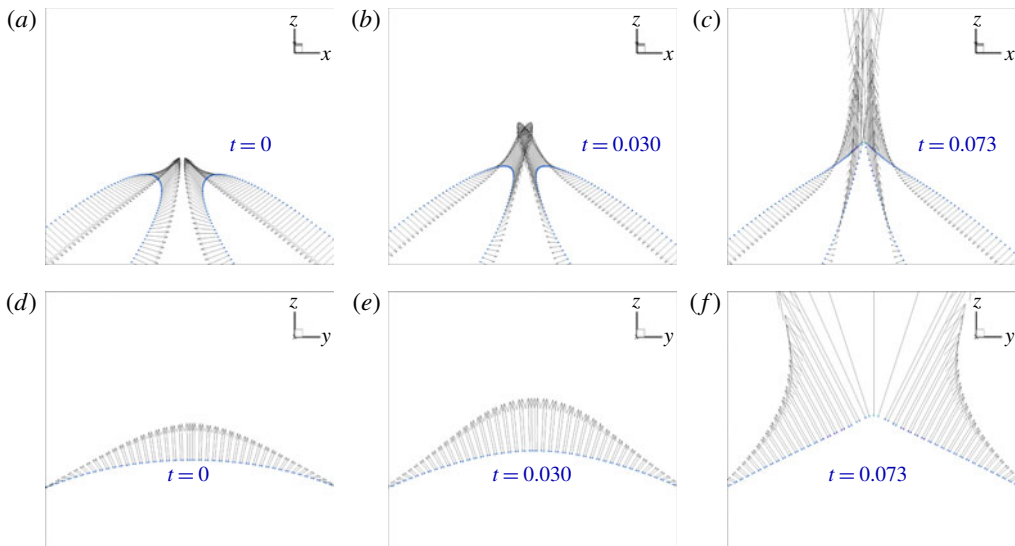 (a)
z
x
t = 0
(b)
z
x
t = 0.030
(c)
z
x
t = 0.073
(d)
z
y
t = 0
(e)
z
y
t = 0.030
(f)
z
y
t = 0.073